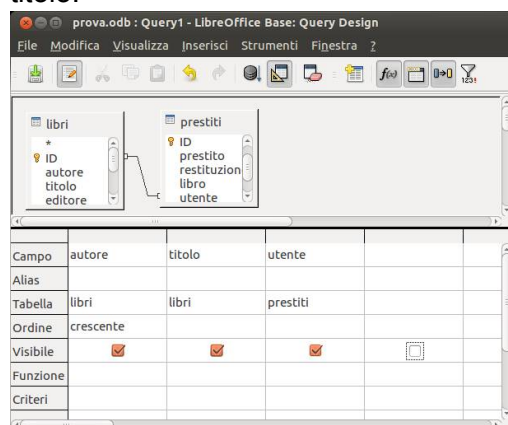 titolo.
prova.odb : Query1 - LibreOffice Base: Query Design
File Modifica Visualizza Inserisci Strumenti Finestra ?
f(x)
123!
libri
*
ID
autore
titolo
editore
prestiti
ID
prestito
restituzion
libro
utente
Campo autore titolo utente
Alias
Tabella libri libri prestiti
Ordine crescente
Visibile
Funzione
Criteri